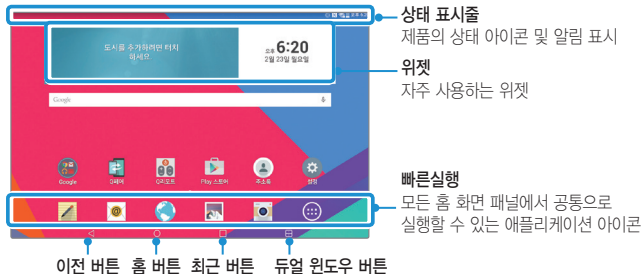 상태 표시줄
제품의 상태 아이콘 및 알림 표시
도시를 추가하려면 터치
하세요.
오후 6:20
2월 23일 월요일
위젯
자주 사용하는 위젯
Google
Google
Q메모
Q리모트
Play 스토어
주소록
설정
빠른실행
모든 홈 화면 패널에서 공통으로
실행할 수 있는 애플리케이션 아이콘
이전 버튼 홈 버튼 최근 버튼 듀얼 윈도우 버튼